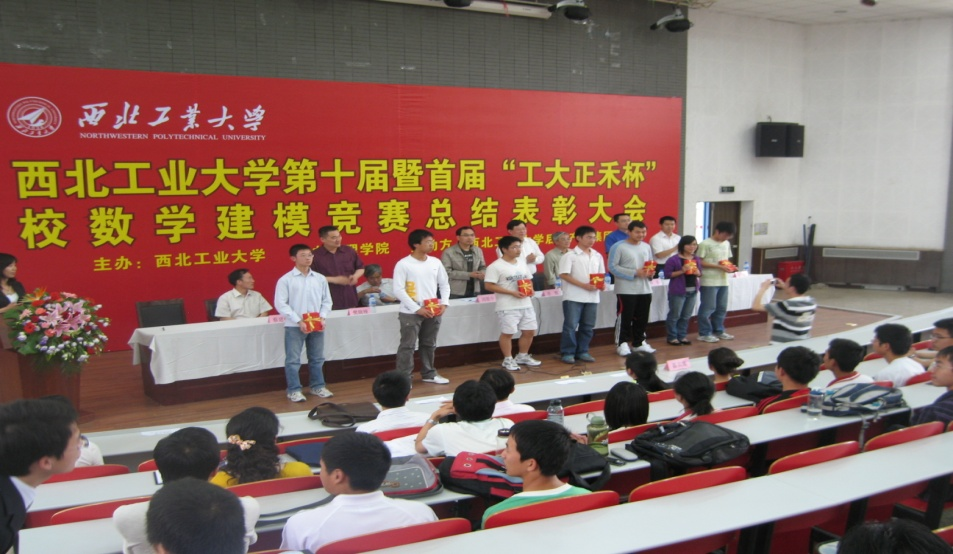 西北工业大学
NORTHWESTERN POLYTECHNICAL UNIVERSITY
西北工业大学第十届暨首届“工大正禾杯”
校数学建模竞赛总结表彰大会
主办：西北工业大学